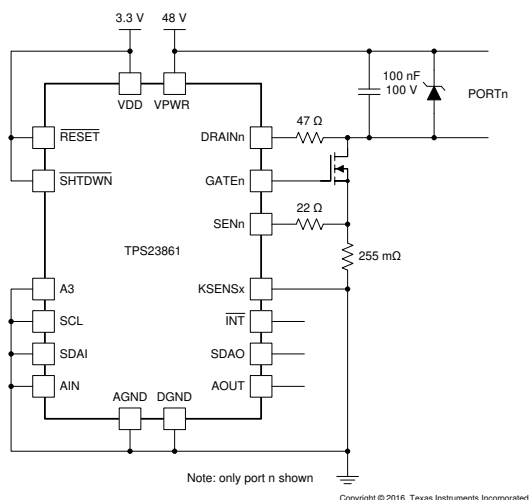 3.3 V
48 V
VDD
VPWR
100 nF
100 V
PORTn
47 Ω
RESET
DRAINn
SHTDWN
GATEn
22 Ω
SENn
TPS23861
255 mΩ
A3
KSENSx
SCL
INT
SDAI
SDAO
AIN
AOUT
AGND
DGND
Note: only port n shown
Copyright © 2016, Texas Instruments Incorporated